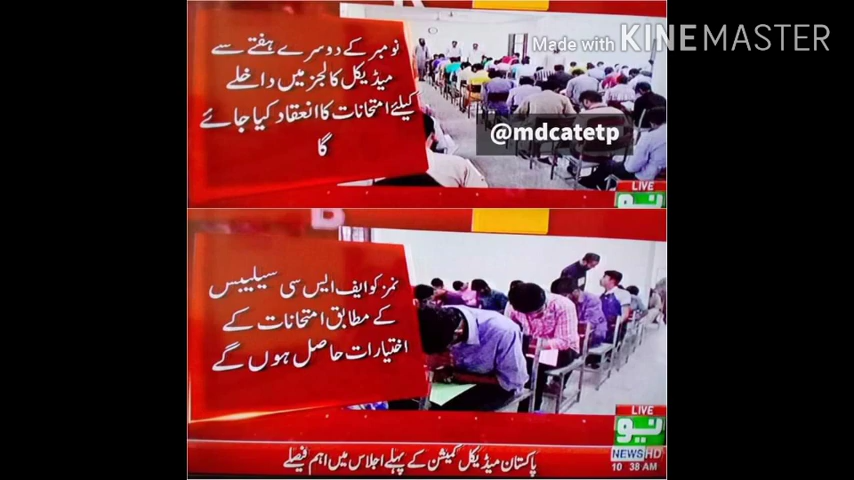 نومبر کے دوسرے ہفتے سے
میڈیکل کالجز میں داخلے
کیلئے امتحانات کا انعقاد کیا جائے
گا
Made with KINEMASTER
@mdcatetp
LIVE
نیو
نمز کو ایف ایس سی سیلیبس
کے مطابق امتحانات کے
اختیارات حاصل ہوں گے
LIVE
نیو
NEWS HD
10 38 AM
پاکستان میڈیکل کمیشن کے پہلے اجلاس میں اہم فیصلے